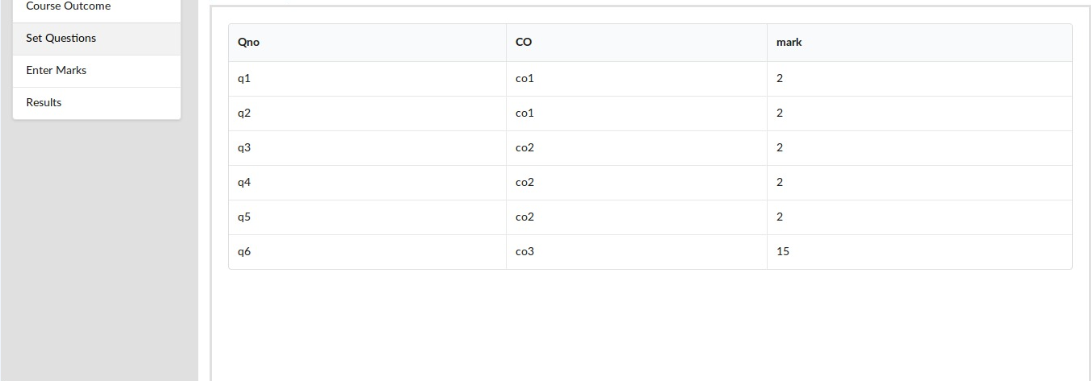 Course Outcome
Set Questions
Enter Marks
Results
Qno CO mark
q1 co1 2
q2 co1 2
q3 co2 2
q4 co2 2
q5 co2 2
q6 co3 15